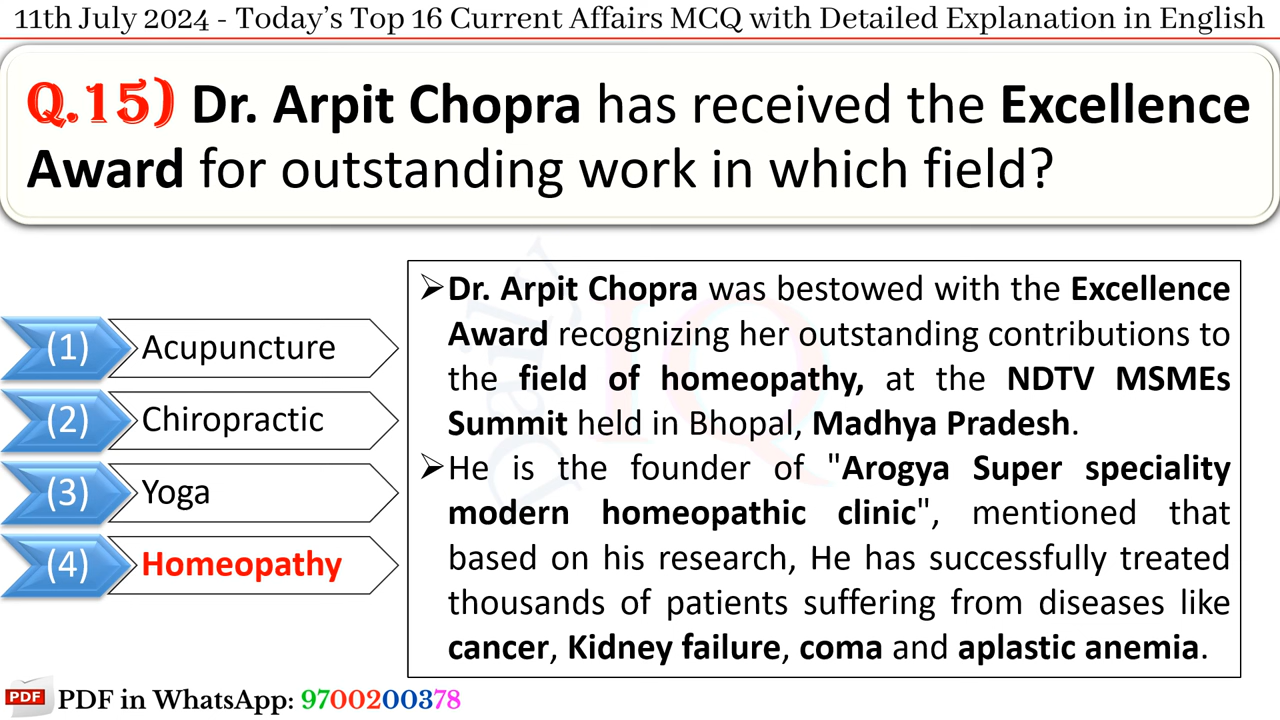 11th July 2024 - Today's Top 16 Current Affairs MCQ with Detailed Explanation in English
Q.15) Dr. Arpit Chopra has received the Excellence
Award for outstanding work in which field?
(1) Acupuncture
(2) Chiropractic
(3) Yoga
(4) Homeopathy
➢Dr. Arpit Chopra was bestowed with the Excellence
Award recognizing her outstanding contributions to
the field of homeopathy, at the NDTV MSMEs
Summit held in Bhopal, Madhya Pradesh.
➢He is the founder of "Arogya Super speciality
modern homeopathic clinic", mentioned that
based on his research, He has successfully treated
thousands of patients suffering from diseases like
cancer, Kidney failure, coma and aplastic anemia.
Daily IQ
PDF PDF in WhatsApp: 9700200378